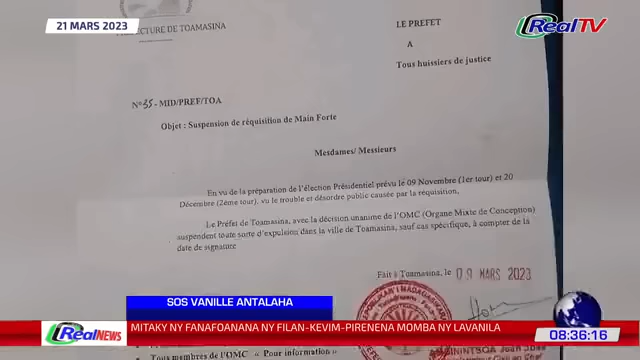 21 MARS 2023
Real TV
PREFECTURE DE TOAMASINA
LE PREFET
A
Tous huissiers de justice
N°35 - MID/PREF/TOA
Objet : Suspension de réquisition de Main Forte
Mesdames/ Messieurs
En vu de la préparation de l'élection Présidentiel prévu le 09 Novembre (1er tour) et 20
Décembre (2ème tour), vu le trouble et désordre public causée par la réquisition,
Le Préfet de Toamasina, avec la décision unanime de l'OMC (Organe Mixte de Conception)
suspendent toute sorte d'expulsion dans la ville de Toamasina, sauf cas spécifique, à compter de la
date de signature
Fait à Toamasina, le 09 MARS 2023
SOS VANILLE ANTALAHA
Real NEWS
MITAKY NY FANAFOANANA NY FILAN-KEVIM-PIRENENA MOMBA NY LAVANILA
08:36:16
Tous membres de l'OMC « Pour information »